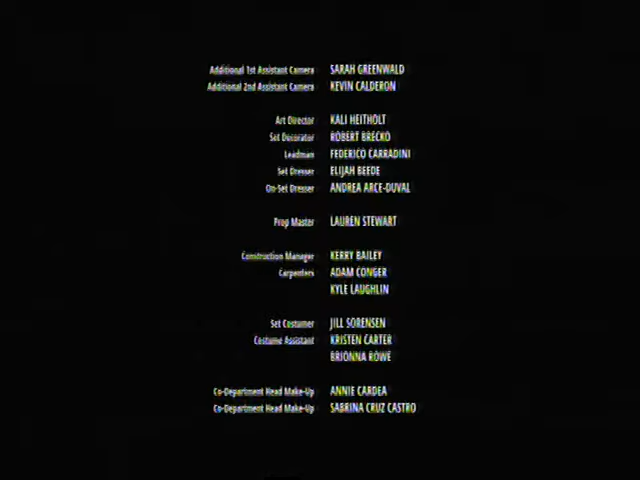 Additional 1st Assistant Camera SARAH GREENWALD
Additional 2nd Assistant Camera KEVIN CALDERON
Art Director KALI HEITHOLT
Set Decorator ROBERT BRECKO
Leadman FEDERICO CARRADINI
Set Dresser ELIJAH BEEDE
On-Set Dresser ANDREA ARCE-DUVAL
Prop Master LAUREN STEWART
Construction Manager KERRY BAILEY
Carpenters ADAM CONGER
KYLE LAUGHLIN
Set Costumer JILL SORENSEN
Costume Assistant KRISTEN CARTER
BRIONNA ROWE
Co-Department Head Make-Up ANNIE CARDEA
Co-Department Head Make-Up SABRINA CRUZ CASTRO